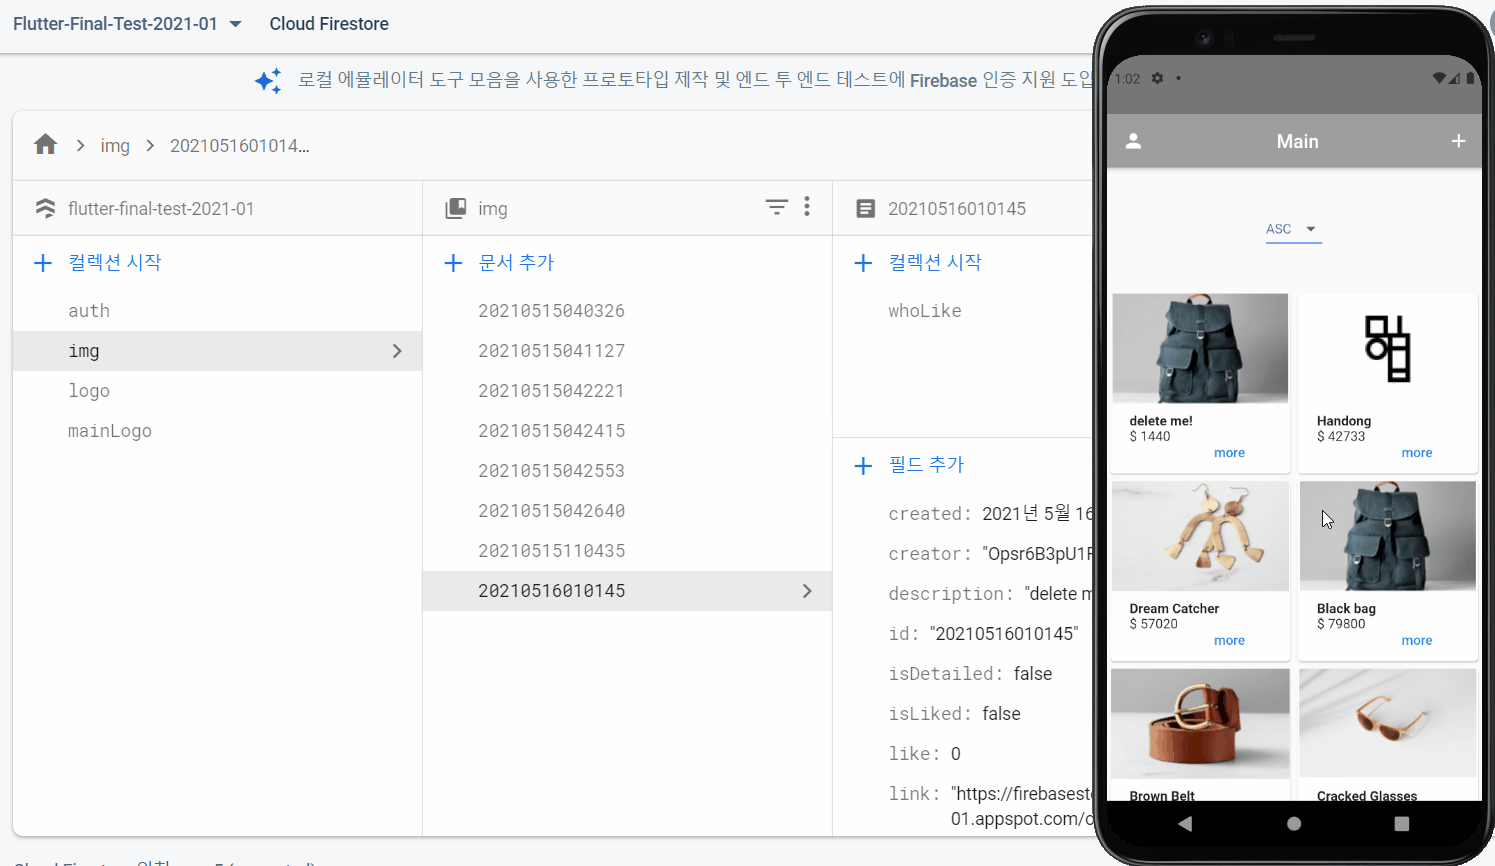 Flutter-Final-Test-2021-01
Cloud Firestore
로컬 에뮬레이터 도구 모음을 사용한 프로토타입 제작 및 엔드 투 엔드 테스트에 Firebase 인증 지원 도입
img
2021051601014...
flutter-final-test-2021-01
img
20210516010145
컬렉션 시작
문서 추가
컬렉션 시작
auth
img
logo
mainLogo
20210515040326
20210515041127
20210515042221
20210515042415
20210515042553
20210515042640
20210515110435
20210516010145
whoLike
필드 추가
created: 2021년 5월 16
creator: "Opsr6B3pU1F
description: "delete m
id: "20210516010145"
isDetailed: false
isLiked: false
like: 0
link: "https://firebasest
01.appspot.com/
1:02
Main
ASC
delete me!
$ 1440
more
Handong
$ 42733
more
Dream Catcher
$ 57020
more
Black bag
$ 79800
more
Brown Belt
Cracked Glasses